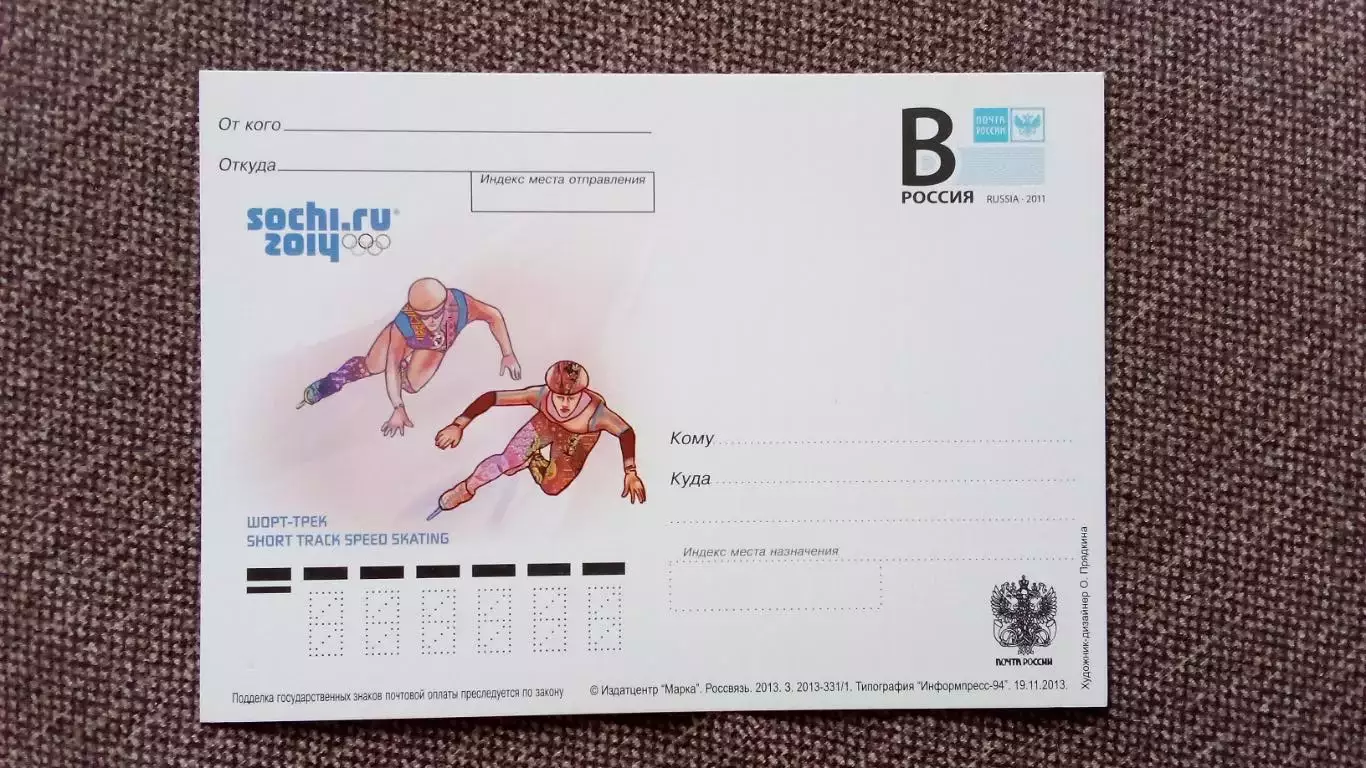 От кого
Откуда
Индекс места отправления
sochi.ru
2014
В
ПОЧТА
РОССИИ
РОССИЯ RUSSIA · 2011
Кому
Куда
ШОРТ-ТРЕК
SHORT TRACK SPEED SKATING
Индекс места назначения
ПОЧТА РОССИИ
Художник-дизайнер О. Прядкина
Подделка государственных знаков почтовой оплаты преследуется по закону
© Издатцентр "Марка". Россвязь. 2013. З. 2013-331/1. Типография "Информпресс-94". 19.11.2013.